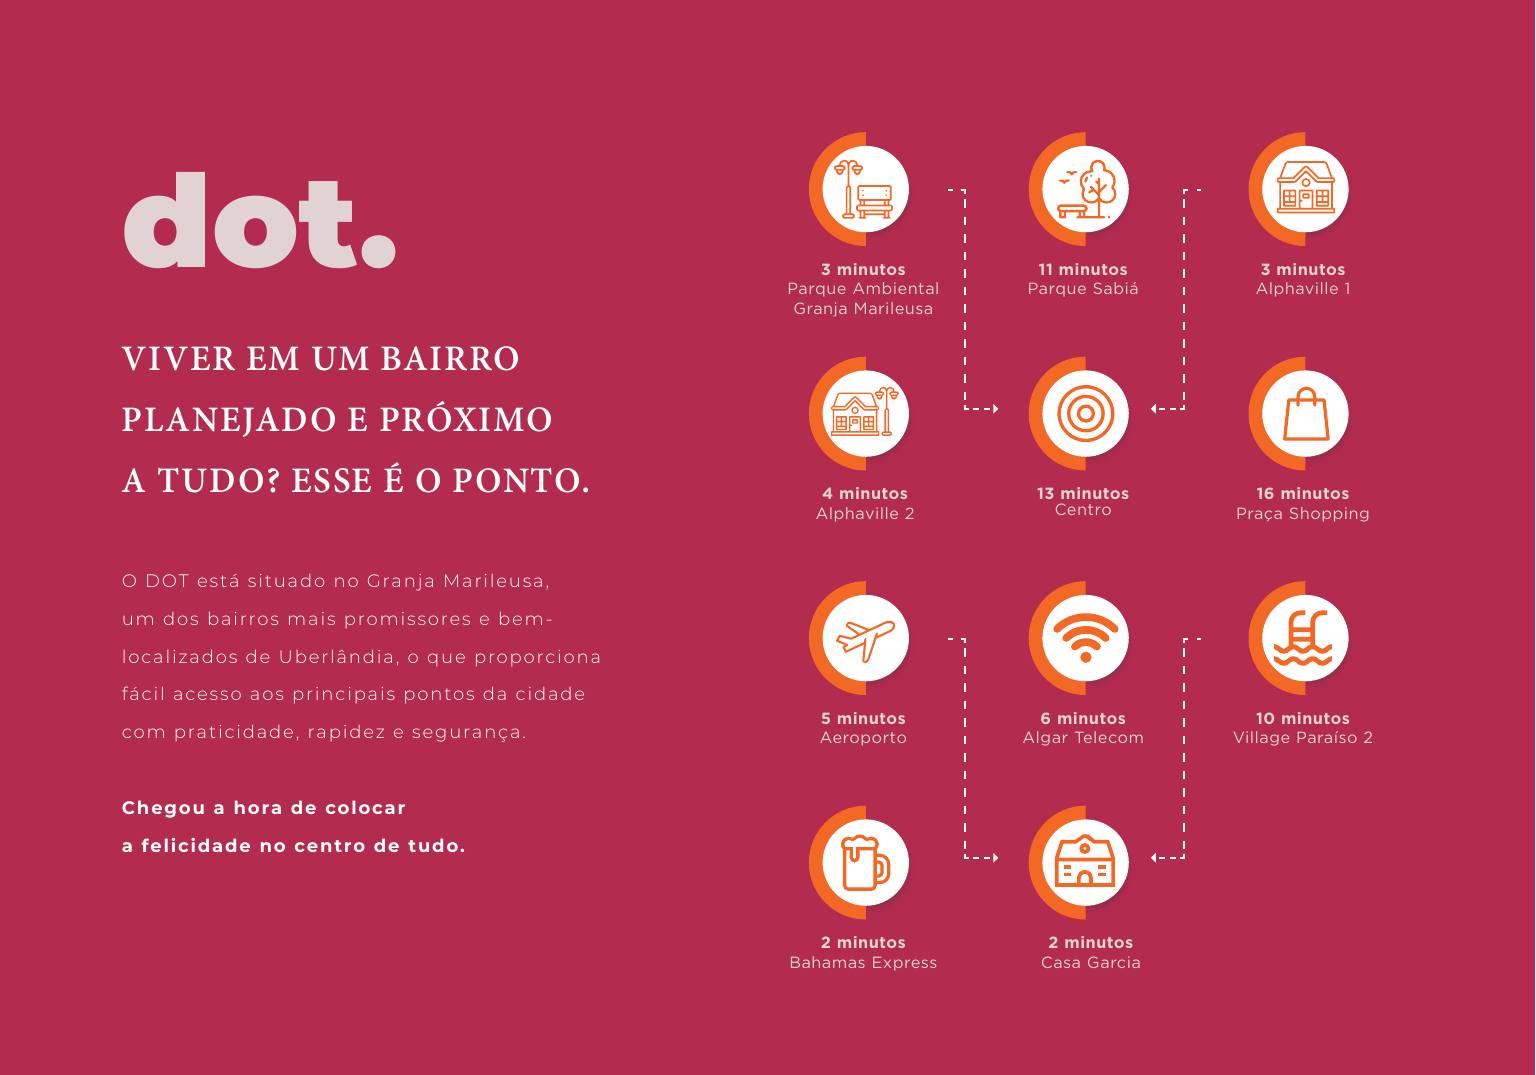 dot.
VIVER EM UM BAIRRO
PLANEJADO E PRÓXIMO
A TUDO? ESSE É O PONTO.
O DOT está situado no Granja Marileusa,
um dos bairros mais promissores e bem-
localizados de Uberlândia, o que proporciona
fácil acesso aos principais pontos da cidade
com praticidade, rapidez e segurança.
Chegou a hora de colocar
a felicidade no centro de tudo.
3 minutos
Parque Ambiental
Granja Marileusa
11 minutos
Parque Sabiá
3 minutos
Alphaville 1
4 minutos
Alphaville 2
13 minutos
Centro
16 minutos
Praça Shopping
5 minutos
Aeroporto
6 minutos
Algar Telecom
10 minutos
Village Paraíso 2
2 minutos
Bahamas Express
2 minutos
Casa Garcia